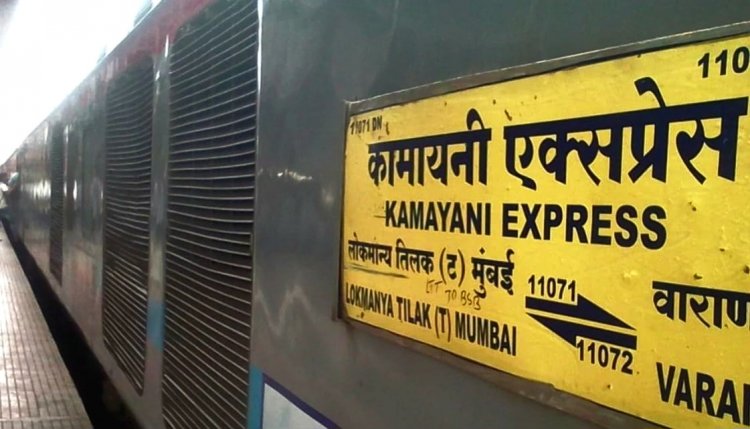 11071 DN
110
कामायनी एक्सप्रेस
KAMAYANI EXPRESS
लोकमान्य तिलक (ट) मुंबई
LTT TO BSB
LOKMANYA TILAK (T) MUMBAI
11071
11072
वाराण
VARAN